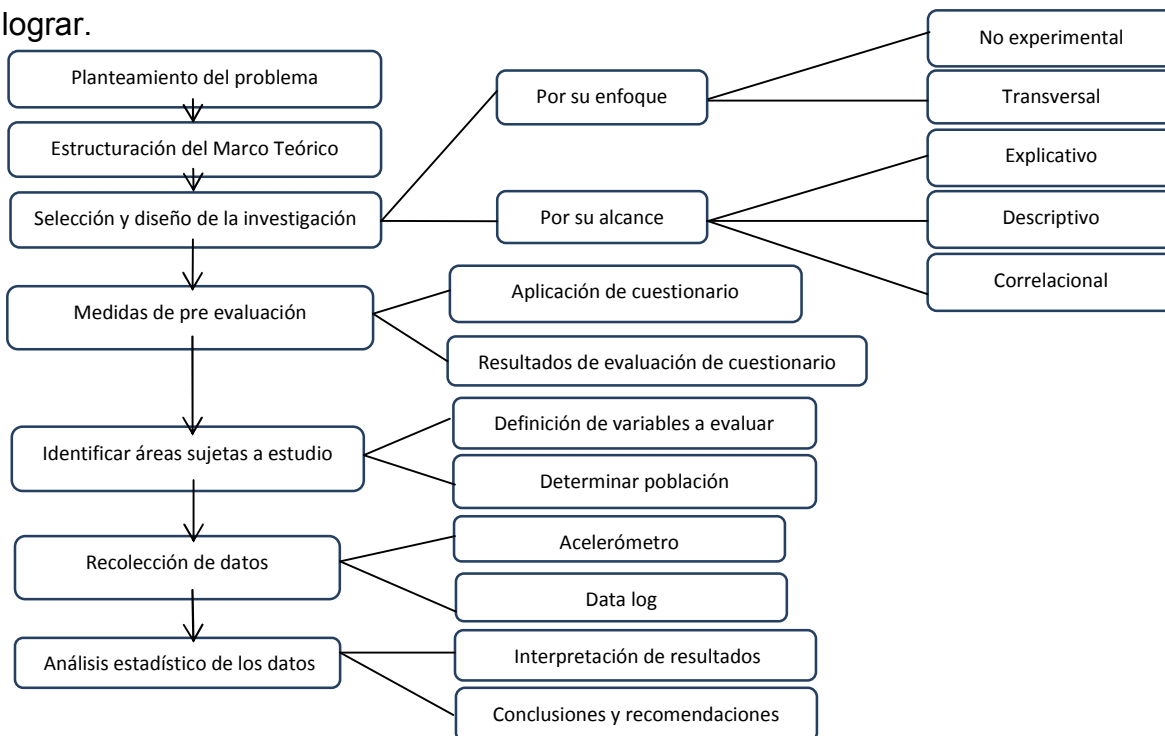 lograr.
Planteamiento del problema
Estructuración del Marco Teórico
Selección y diseño de la investigación
Por su enfoque
No experimental
Transversal
Por su alcance
Explicativo
Descriptivo
Correlacional
Medidas de pre evaluación
Aplicación de cuestionario
Resultados de evaluación de cuestionario
Identificar áreas sujetas a estudio
Definición de variables a evaluar
Determinar población
Recolección de datos
Acelerómetro
Data log
Análisis estadístico de los datos
Interpretación de resultados
Conclusiones y recomendaciones